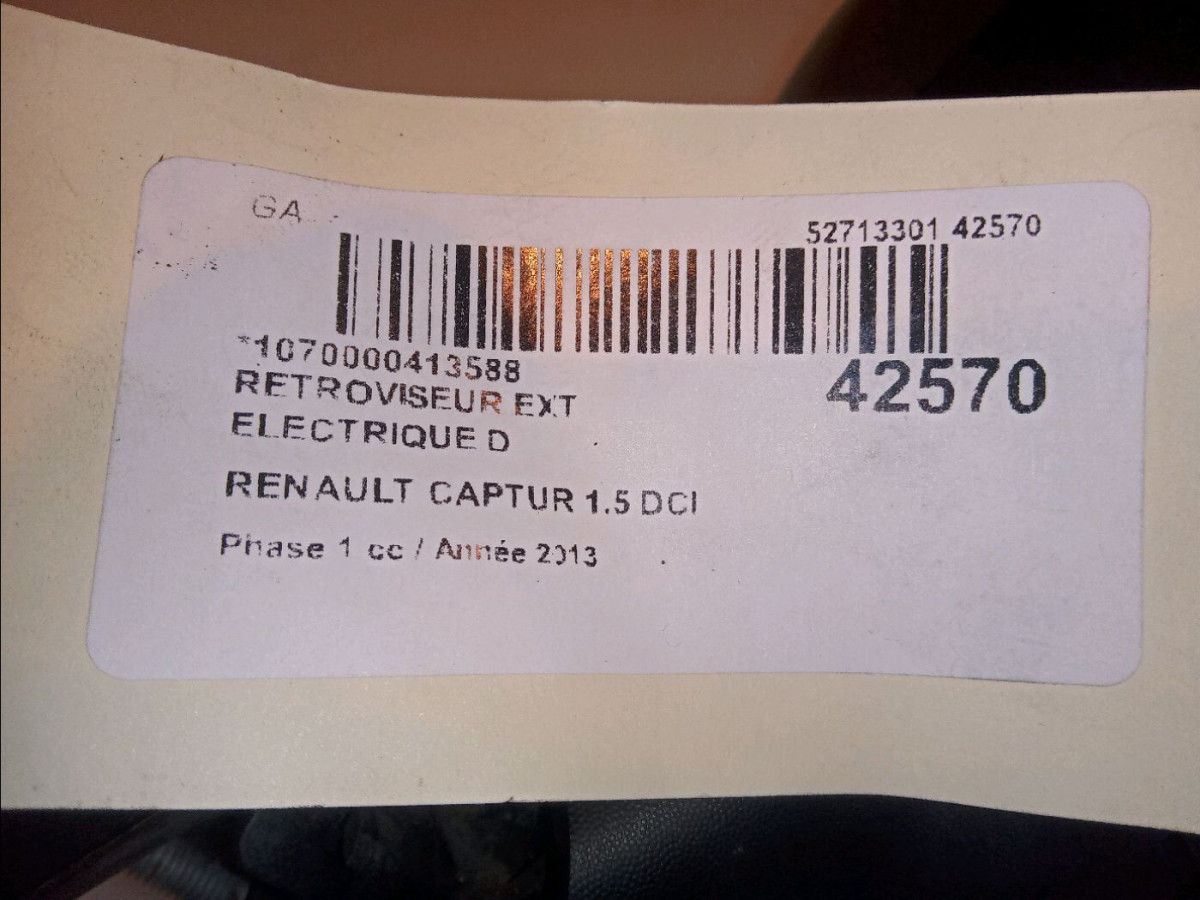 GA
52713301 42570
*1070000413588
42570
RETROVISEUR EXT
ELECTRIQUE D
RENAULT CAPTUR 1.5 DCI
Phase 1 cc / Année 2013